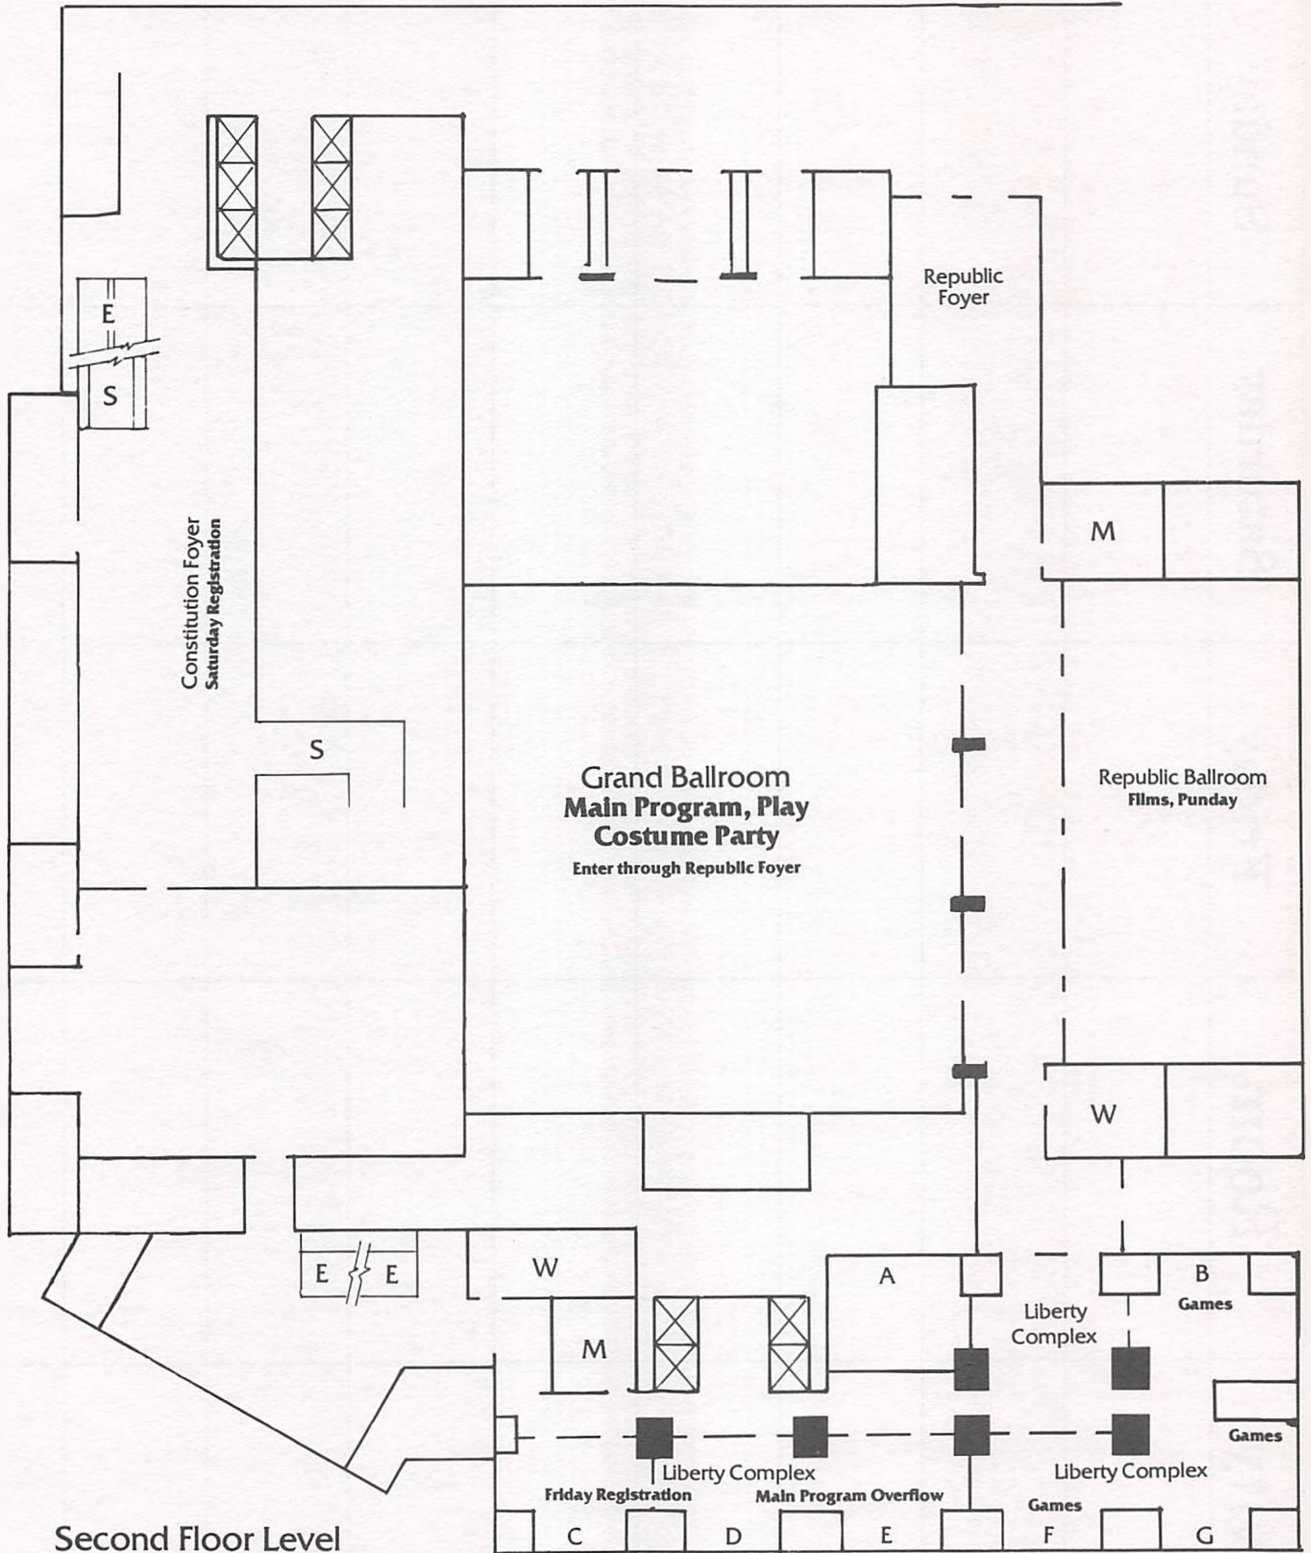 Republic
Foyer
E
S
M
Constitution Foyer
Saturday Registration
S
Grand Ballroom
Main Program, Play
Costume Party
Enter through Republic Foyer
Republic Ballroom
Films, Punday
W
E E
W
M
A
B
Games
Liberty
Complex
Games
Liberty Complex
Friday Registration
Main Program Overflow
Liberty Complex
Games
C D E F G
Second Floor Level